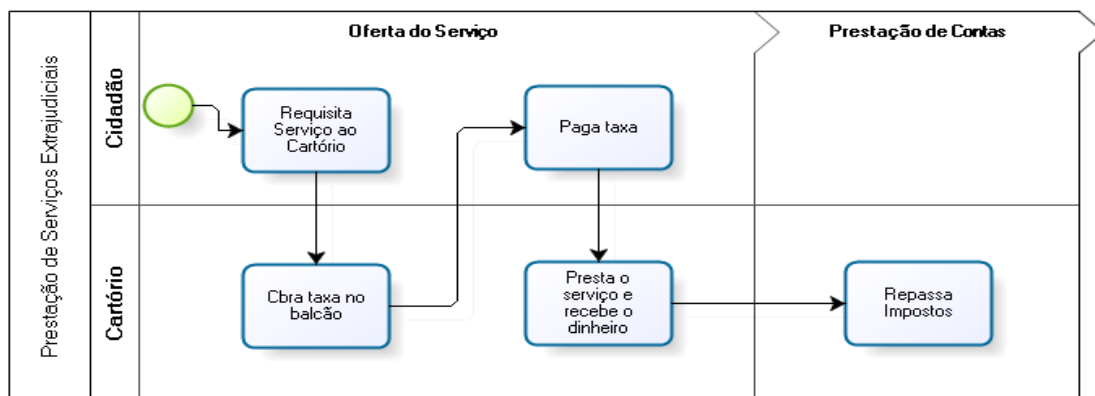 Oferta do Serviço
Prestação de Contas
Prestação de Serviços Extrajudiciais
Cidadão
Requisita
Serviço ao
Cartório
Paga taxa
Cartório
Cbra taxa no
balcão
Presta o
serviço e
recebe o
dinheiro
Repassa
Impostos